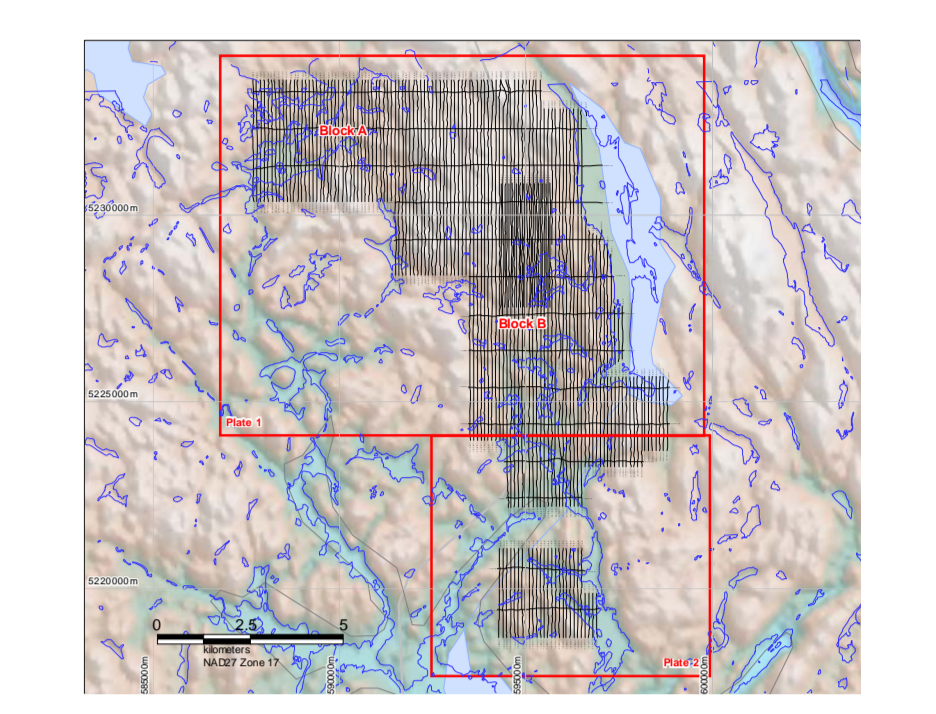 Block A
5230000m
Block B
5225000m
Plate 1
5220000m
0 2.5 5
kilometers
NAD27 Zone 17
Plate 2
585000m
590000m
595000m
600000m